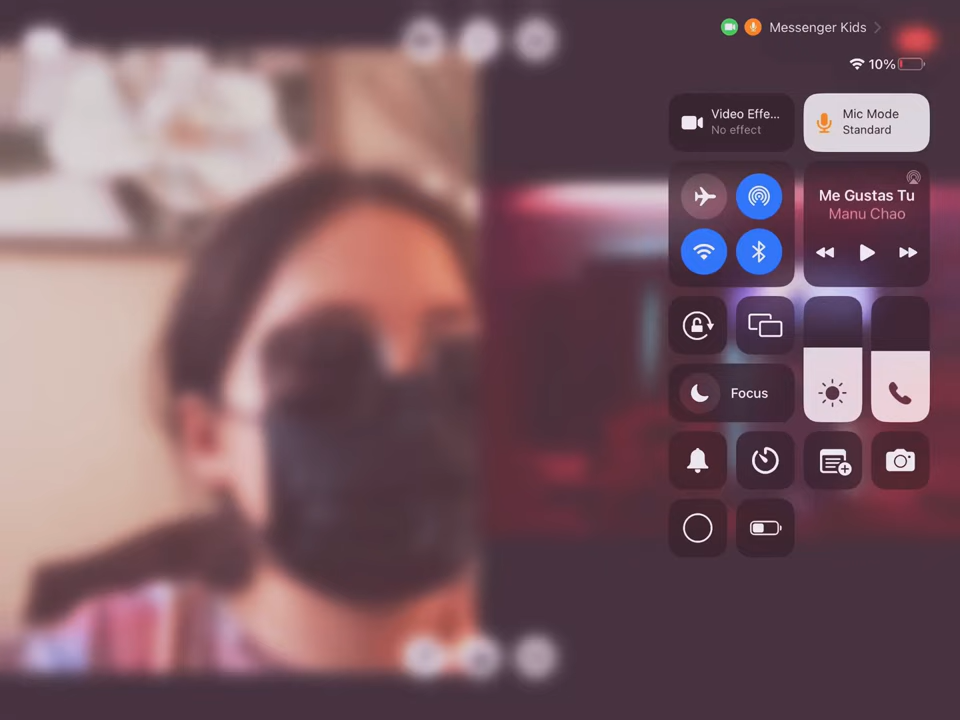 Messenger Kids
10%
Video Effe...
No effect
Mic Mode
Standard
Me Gustas Tu
Manu Chao
Focus